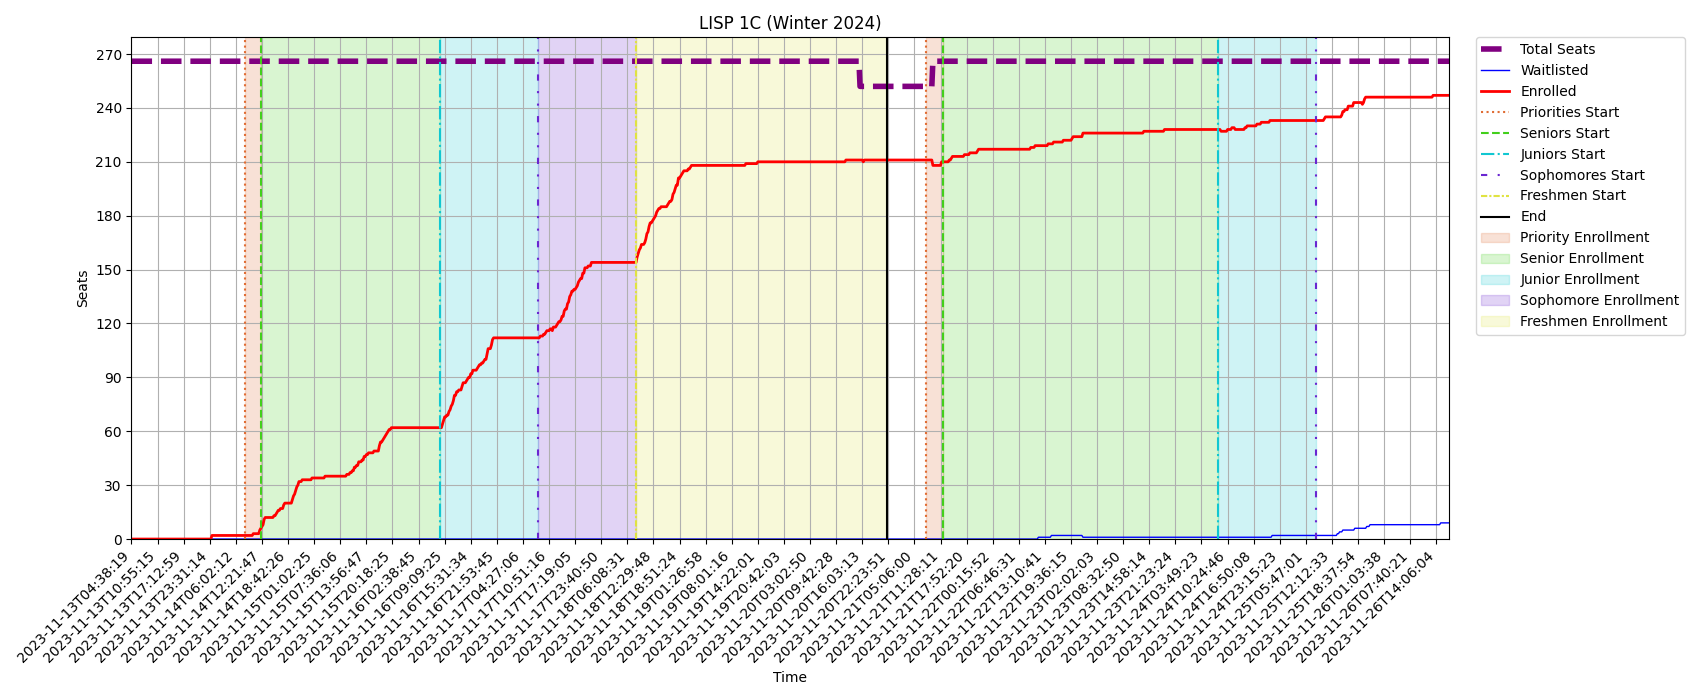 LISP 1C (Winter 2024)
Seats
270
240
210
180
150
120
90
60
30
0
2023-11-13T04:38:19
2023-11-13T10:55:15
2023-11-13T17:12:59
2023-11-13T23:31:14
2023-11-14T06:02:12
2023-11-14T12:21:47
2023-11-14T18:42:26
2023-11-15T01:02:25
2023-11-15T07:36:06
2023-11-15T13:56:47
2023-11-15T20:18:25
2023-11-16T02:38:45
2023-11-16T09:09:25
2023-11-16T15:31:34
2023-11-16T21:53:45
2023-11-17T04:27:06
2023-11-17T10:51:16
2023-11-17T17:19:05
2023-11-17T23:40:50
2023-11-18T06:08:31
2023-11-18T12:29:48
2023-11-18T18:51:24
2023-11-19T01:26:58
2023-11-19T08:01:16
2023-11-19T14:22:01
2023-11-19T20:42:03
2023-11-20T03:02:50
2023-11-20T09:42:28
2023-11-20T16:03:13
2023-11-20T22:23:51
2023-11-21T05:06:00
2023-11-21T11:28:11
2023-11-21T17:52:20
2023-11-22T00:15:52
2023-11-22T06:46:31
2023-11-22T13:10:41
2023-11-22T19:36:15
2023-11-23T02:02:03
2023-11-23T08:32:50
2023-11-23T14:58:14
2023-11-23T21:23:24
2023-11-24T03:49:23
2023-11-24T10:24:46
2023-11-24T16:50:08
2023-11-24T23:15:23
2023-11-25T05:47:01
2023-11-25T12:12:33
2023-11-25T18:37:54
2023-11-26T01:03:38
2023-11-26T07:40:21
2023-11-26T14:06:04
Time
Total Seats
Waitlisted
Enrolled
Priorities Start
Seniors Start
Juniors Start
Sophomores Start
Freshmen Start
End
Priority Enrollment
Senior Enrollment
Junior Enrollment
Sophomore Enrollment
Freshmen Enrollment